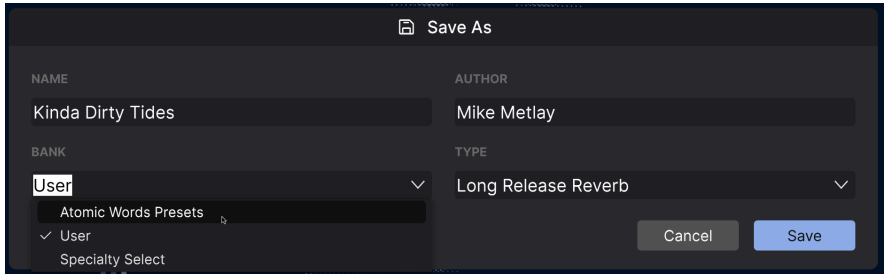 Save As
NAME
AUTHOR
Kinda Dirty Tides
Mike Metlay
BANK
TYPE
User
Long Release Reverb
Atomic Words Presets
User
Specialty Select
Cancel
Save